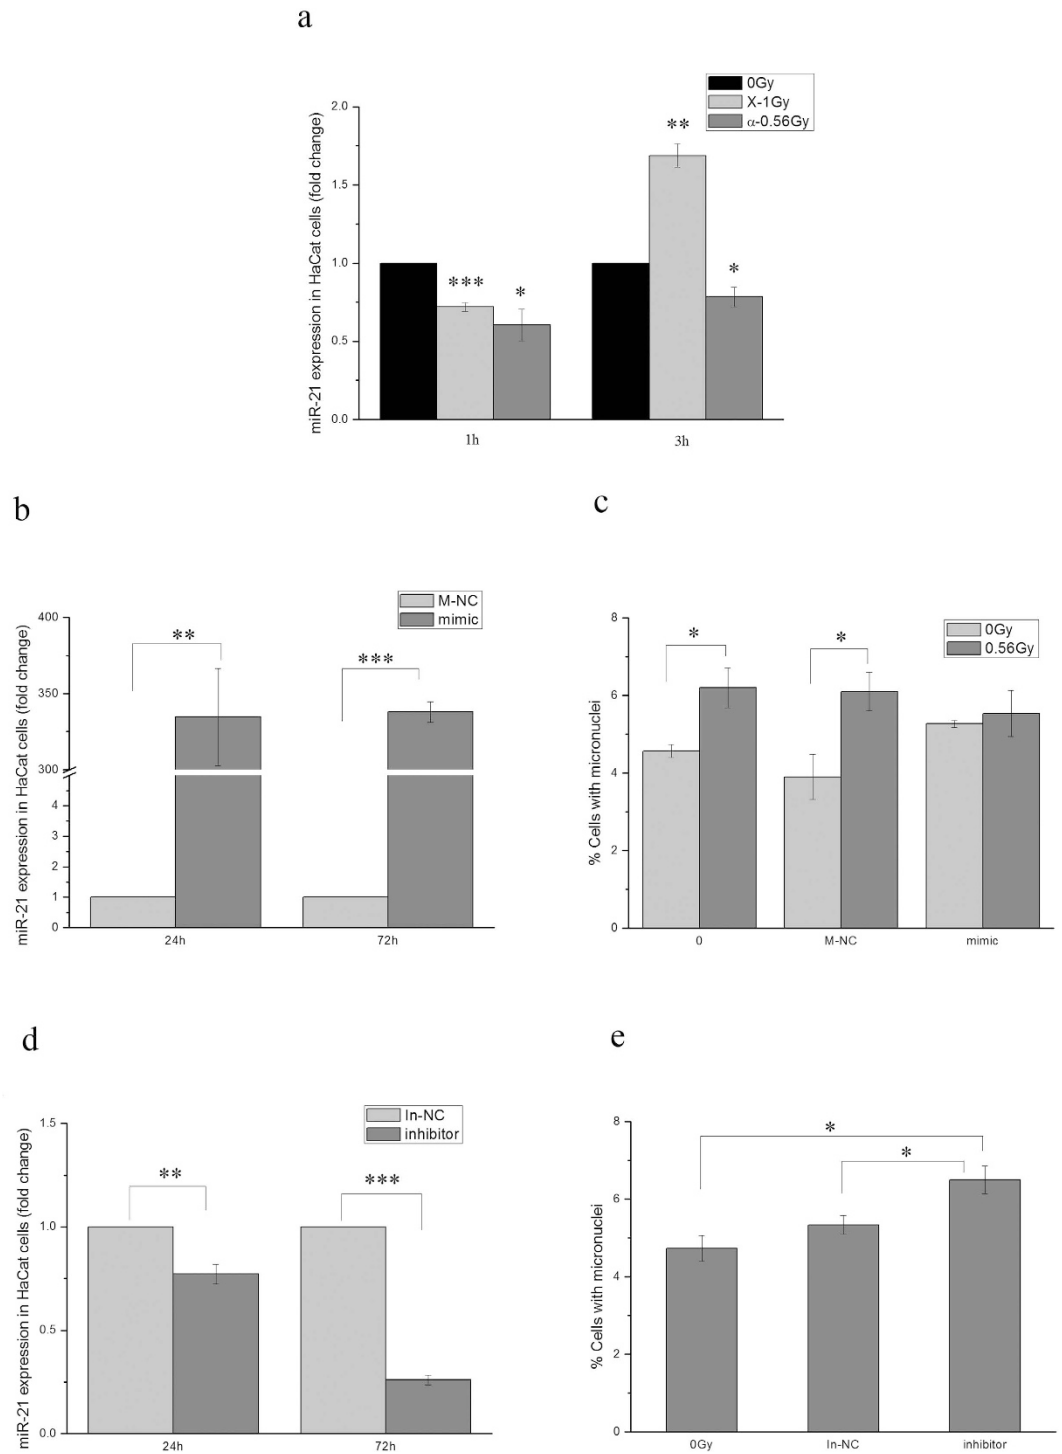 a
0Gy
X-1Gy
α-0.56Gy
miR-21 expression in HaCat cells (fold change)
2.0
1.5
1.0
0.5
0.0
***
*
**
*
1h
3h
b
M-NC
mimic
miR-21 expression in HaCat cells (fold change)
400
350
300
4
3
2
1
0
**
***
24h
72h
c
0Gy
0.56Gy
% Cells with micronuclei
8
6
4
2
0
*
*
0
M-NC
mimic
d
In-NC
inhibitor
miR-21 expression in HaCat cells (fold change)
1.5
1.0
0.5
0.0
**
***
24h
72h
e
% Cells with micronuclei
8
6
4
2
0
*
*
0Gy
In-NC
inhibitor